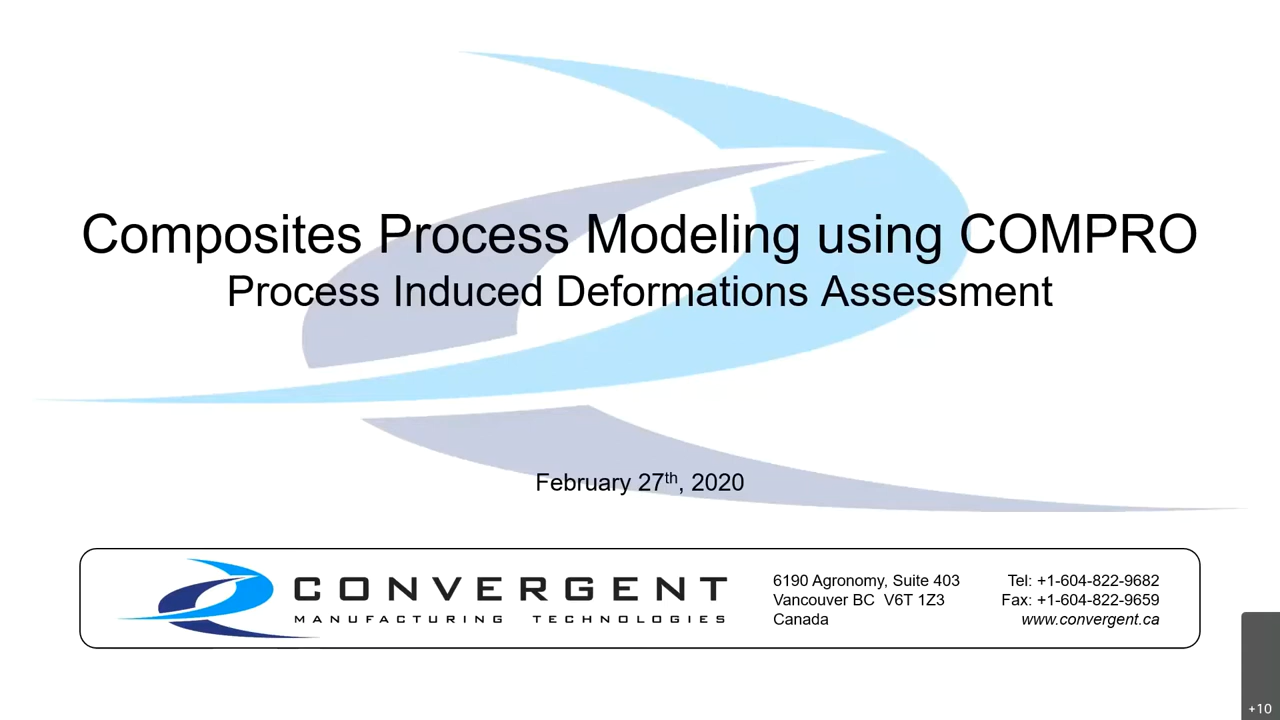 Composites Process Modeling using COMPRO
Process Induced Deformations Assessment
February 27th, 2020
CONVERGENT
MANUFACTURING TECHNOLOGIES
6190 Agronomy, Suite 403
Vancouver BC V6T 1Z3
Canada
Tel: +1-604-822-9682
Fax: +1-604-822-9659
www.convergent.ca
+10